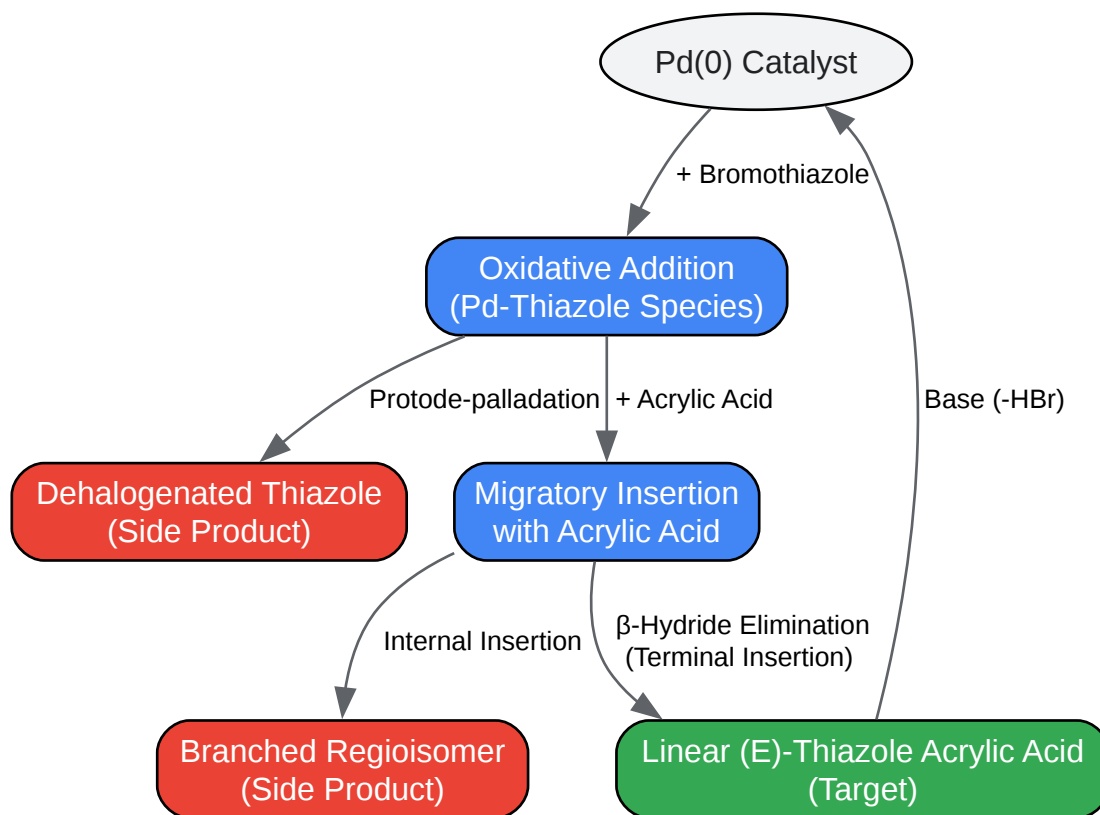 Pd(0) Catalyst
+ Bromothiazole
Oxidative Addition
(Pd-Thiazole Species)
Protode-palladation
+ Acrylic Acid
Base (-HBr)
Dehalogenated Thiazole
(Side Product)
Migratory Insertion
with Acrylic Acid
Internal Insertion
β-Hydride Elimination
(Terminal Insertion)
Branched Regioisomer
(Side Product)
Linear (E)-Thiazole Acrylic Acid
(Target)